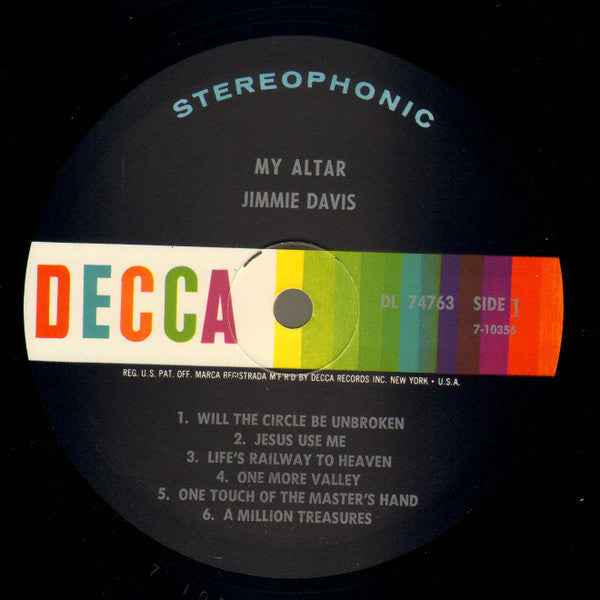 STEREOPHONIC
MY ALTAR
JIMMIE DAVIS
DECCA
DL 74763 SIDE 1
7-10356
REG. U.S. PAT. OFF. MARCA REGISTRADA M'F'R'D BY DECCA RECORDS INC. NEW YORK • U.S.A.
1. WILL THE CIRCLE BE UNBROKEN
2. JESUS USE ME
3. LIFE'S RAILWAY TO HEAVEN
4. ONE MORE VALLEY
5. ONE TOUCH OF THE MASTER'S HAND
6. A MILLION TREASURES